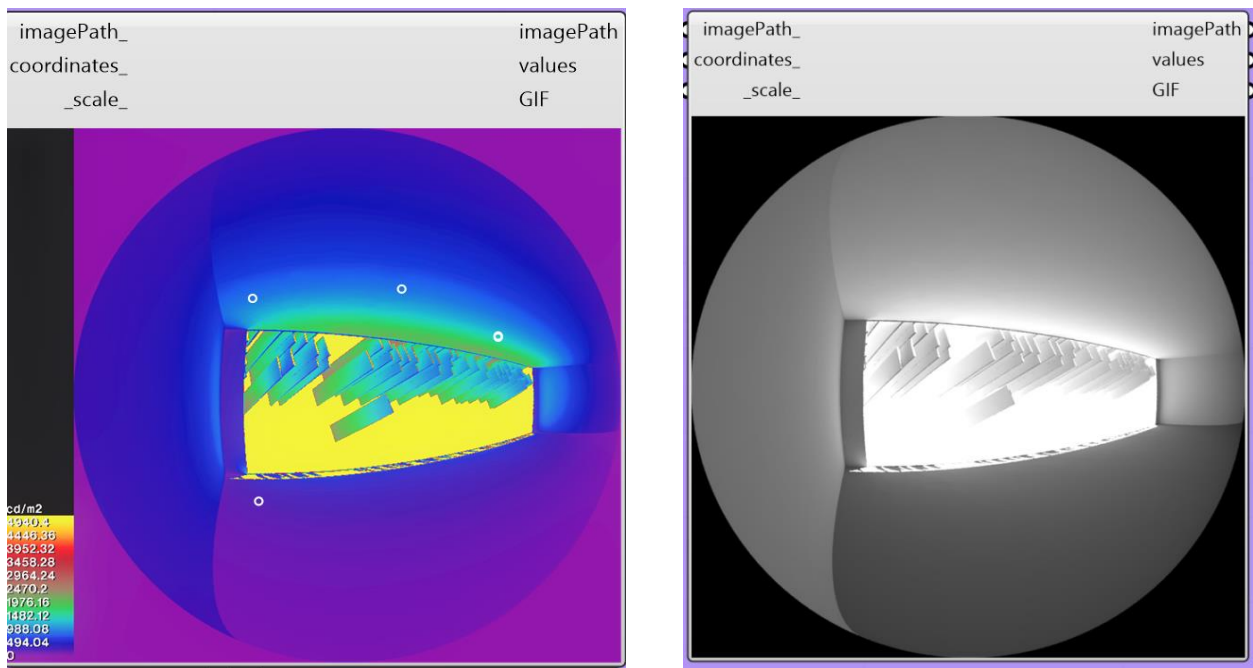 imagePath_ imagePath
coordinates_ values
_scale_ GIF
cd/m2
4940.4
4446.36
3952.32
3458.28
2964.24
2470.2
1976.16
1482.12
988.08
494.04
0
imagePath_ imagePath
coordinates_ values
_scale_ GIF